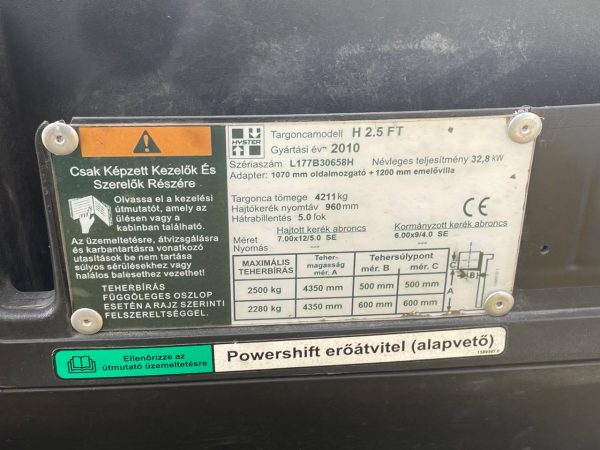 Csak Képzett Kezelők És
Szerelők Részére
Olvassa el a kezelési
útmutatót, amely az
ülésen vagy a
kabinban található.
Az üzemeltetésre, átvizsgálásra
és karbantartásra vonatkozó
utasítások be nem tartása
súlyos sérülésekhez vagy
halálos balesethez vezethet!
TEHERBÍRÁS
FÜGGŐLEGES OSZLOP
ESETÉN A RAJZ SZERINTI
FELSZERELTSÉGGEL.
HYSTER
Targoncamodell H 2.5 FT
Gyártási év 2010
Szériaszám L177B30658H Névleges teljesítmény 32,8 kW
Adapter: 1070 mm oldalmozgató + 1200 mm emelővilla
Targonca tömege 4211 kg
Hajtókerék nyomtáv 960 mm
Hátrabillentés 5.0 fok
CE
Hajtott kerék abroncs Kormányzott kerék abroncs
Méret 7.00x12/5.0 SE 6.00x9/4.0 SE
Nyomás --- ---
MAXIMÁLIS TEHERBÍRÁS Teher-magasság mér. A Tehersúlypont mér. B mér. C
2500 kg 4350 mm 500 mm 500 mm
2280 kg 4350 mm 600 mm 600 mm
C
B
A
Ellenőrizze az
útmutató üzemeltetésre
Powershift erőátvitel (alapvető)